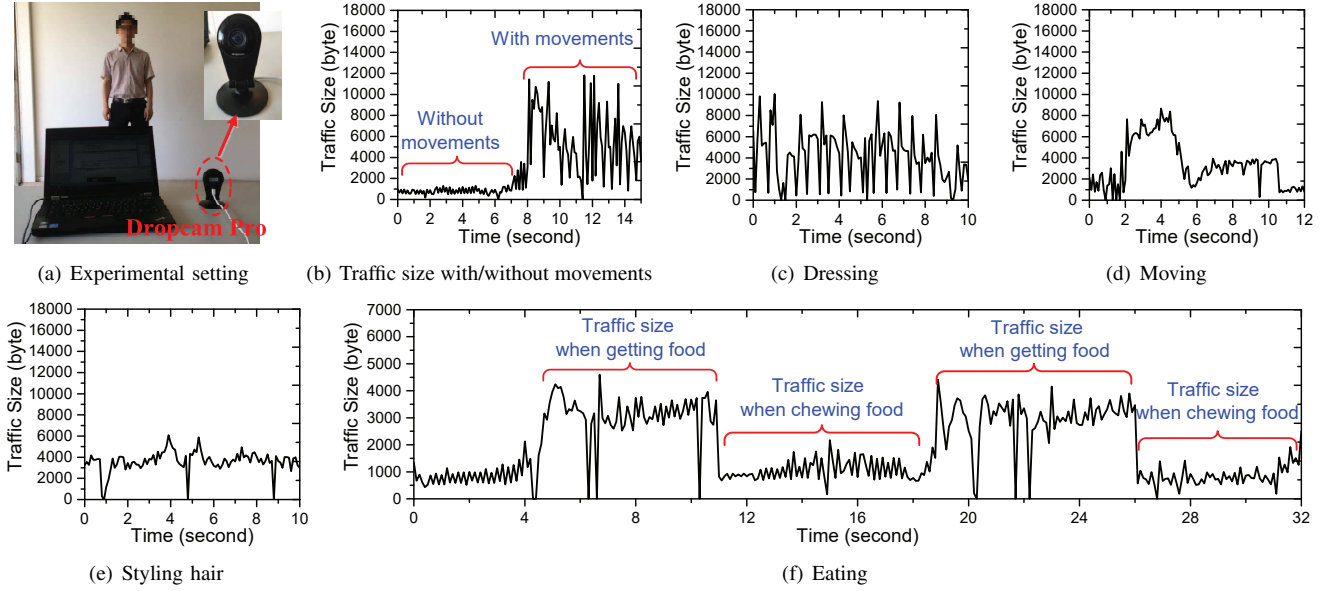 Dropcam Pro
(a) Experimental setting
Traffic Size (byte)
18000
16000
14000
12000
10000
8000
6000
4000
2000
0
With movements
Without
movements
0 2 4 6 8 10 12 14
Time (second)
(b) Traffic size with/without movements
Traffic Size (byte)
18000
16000
14000
12000
10000
8000
6000
4000
2000
0
0 2 4 6 8 10
Time (second)
(c) Dressing
Traffic Size (byte)
18000
16000
14000
12000
10000
8000
6000
4000
2000
0
0 2 4 6 8 10 12
Time (second)
(d) Moving
Traffic Size (byte)
18000
16000
14000
12000
10000
8000
6000
4000
2000
0
0 2 4 6 8 10
Time (second)
(e) Styling hair
Traffic Size (byte)
7000
6000
5000
4000
3000
2000
1000
0
Traffic size
when getting food
Traffic size
when chewing food
Traffic size
when getting food
Traffic size
when chewing food
0 4 8 12 16 20 24 28 32
Time (second)
(f) Eating